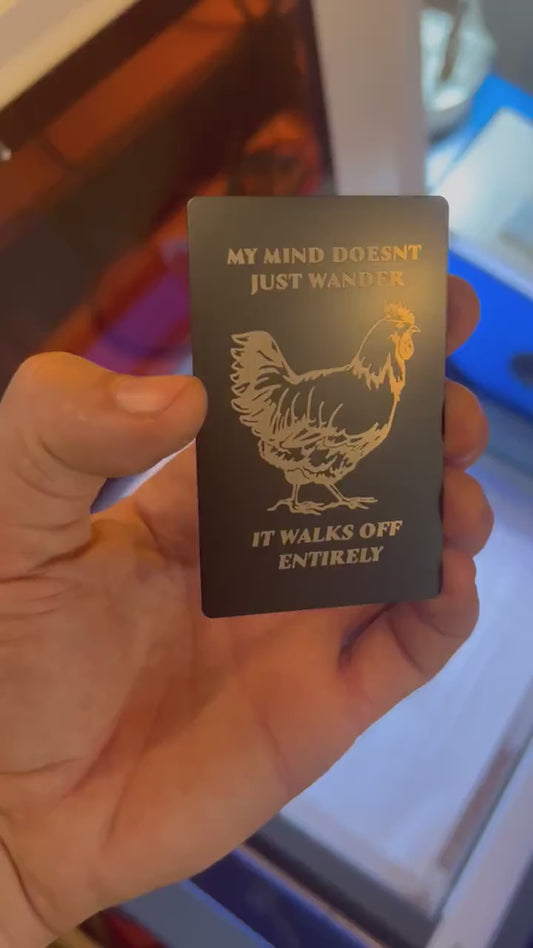 MY MIND DOESNT
JUST WANDER
IT WALKS OFF
ENTIRELY